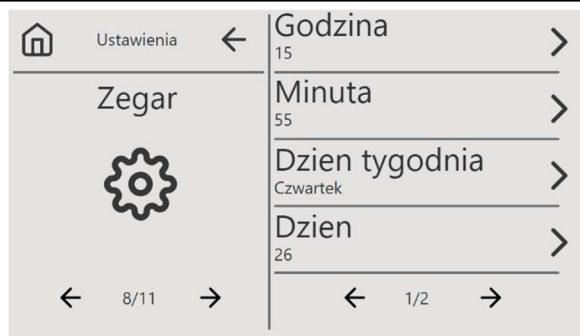 Ustawienia
Zegar
8/11
Godzina
15
Minuta
55
Dzien tygodnia
Czwartek
Dzien
26
1/2